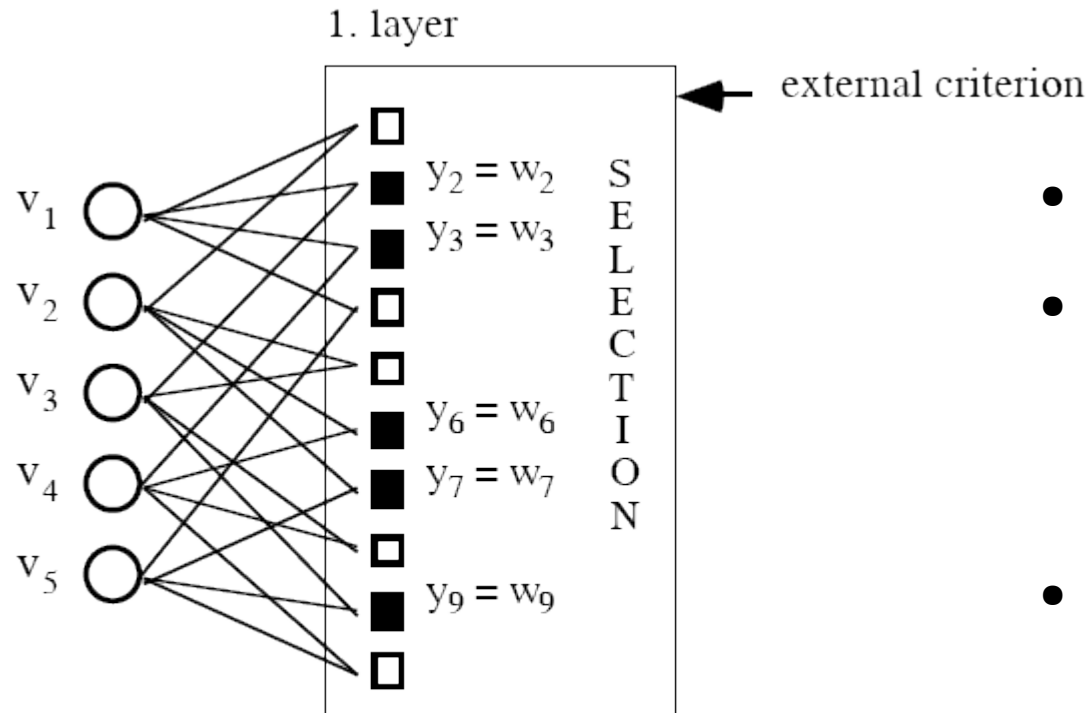 1. layer
external criterion
y₂ = w₂
y₃ = w₃
y₆ = w₆
y₇ = w₇
y₉ = w₉
SELECTION
v₁
v₂
v₃
v₄
v₅